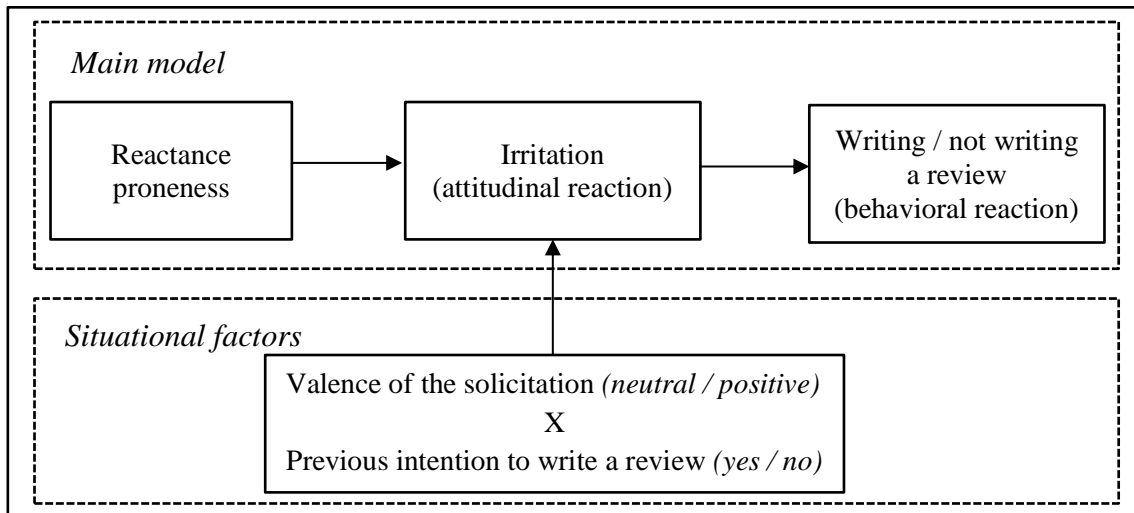 Main model
Reactance
proneness
Irritation
(attitudinal reaction)
Writing / not writing
a review
(behavioral reaction)
Situational factors
Valence of the solicitation (neutral / positive)
X
Previous intention to write a review (yes / no)